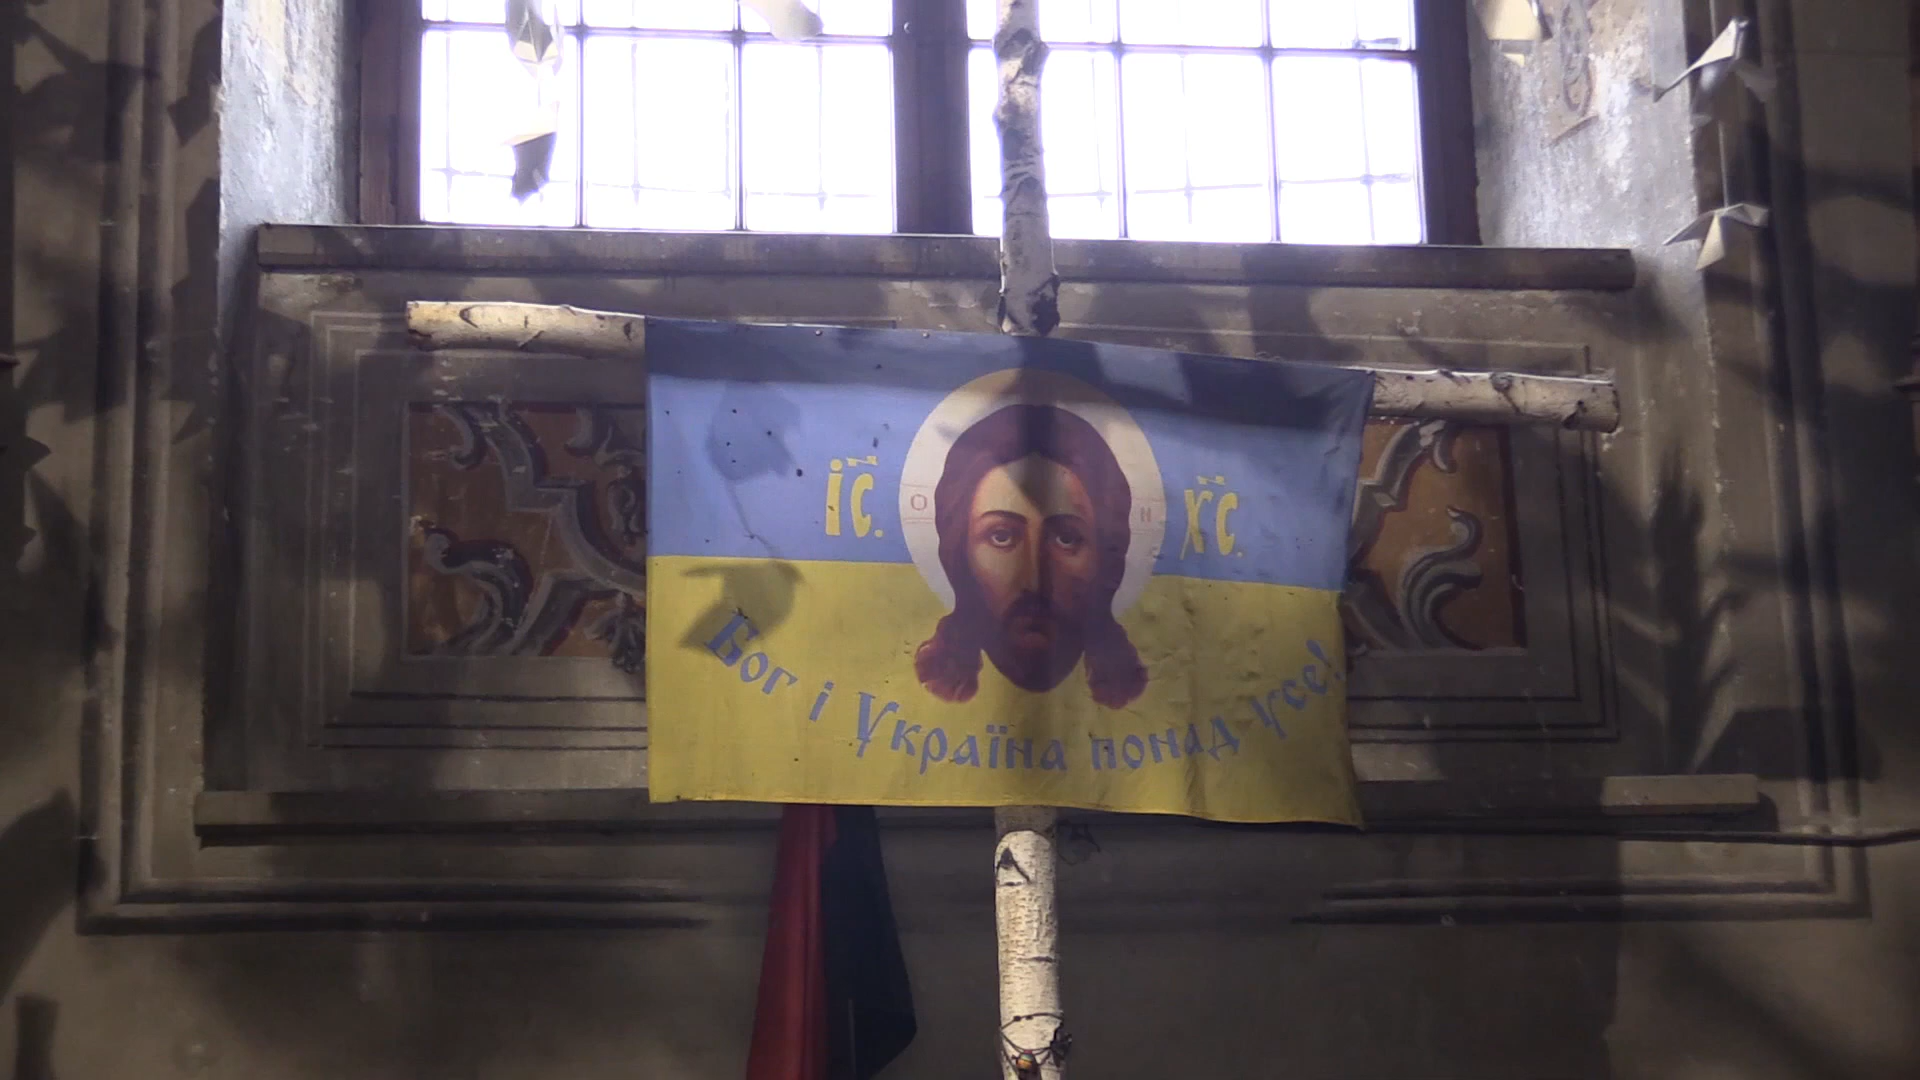 ІС. ХС.
О Н
Бог і Україна понад усе!